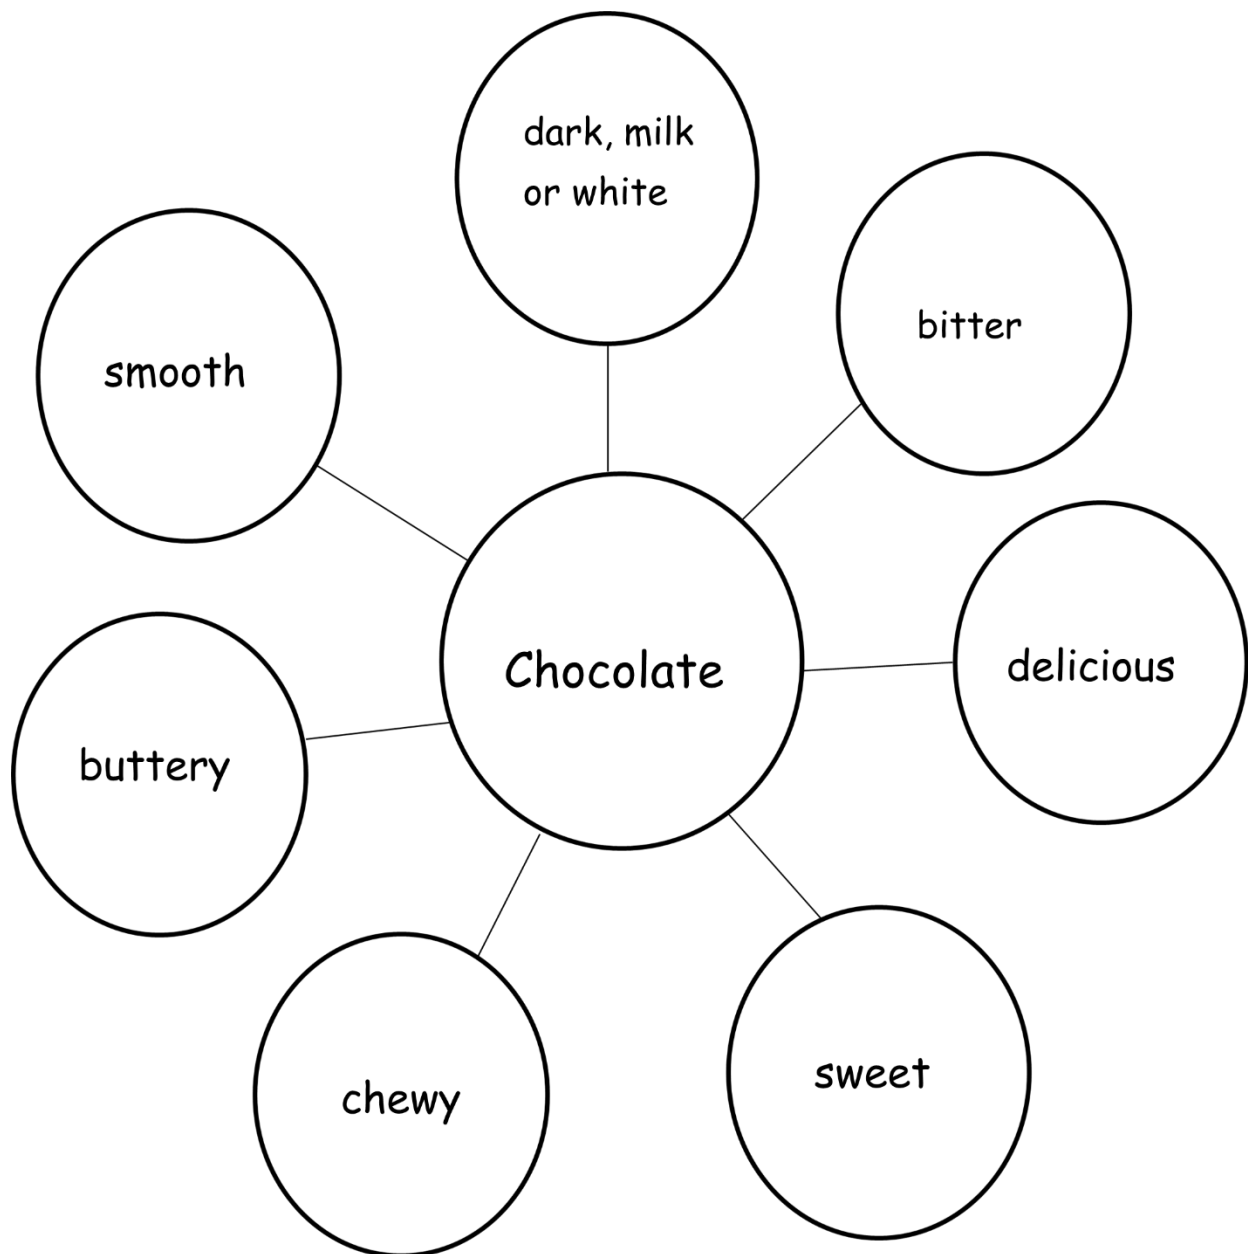 dark, milk
or white
bitter
smooth
delicious
Chocolate
buttery
sweet
chewy